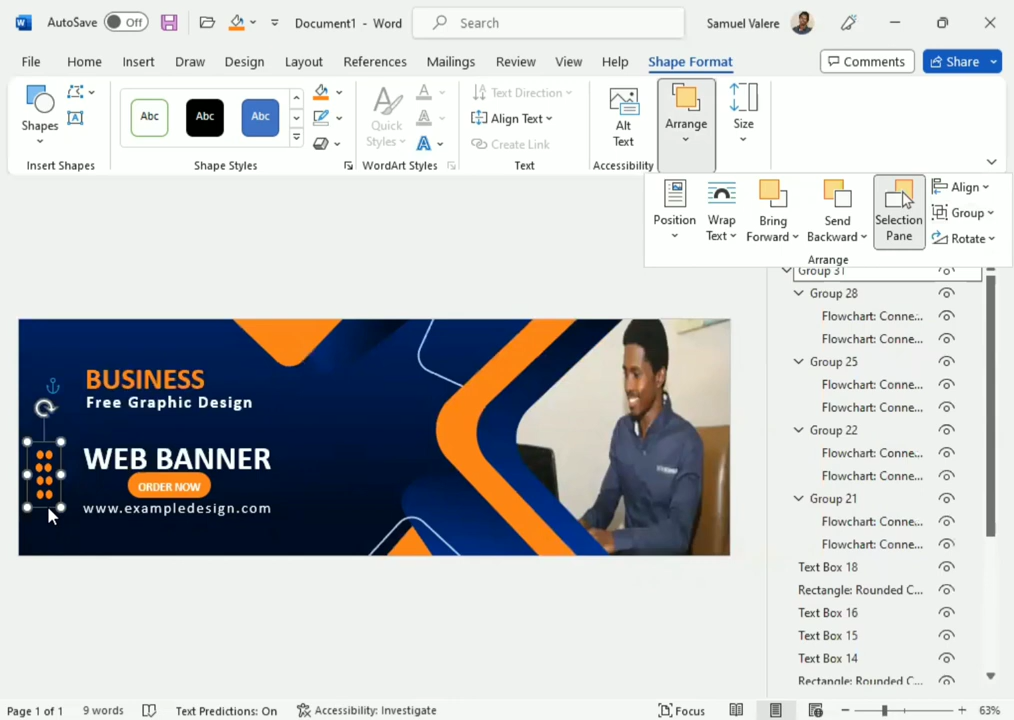 AutoSave Off Document1 - Word Search Samuel Valere
File Home Insert Draw Design Layout References Mailings Review View Help Shape Format Comments Share
Shapes
Insert Shapes
Abc Abc Abc
Shape Styles
Quick
Styles
WordArt Styles
Text Direction
Align Text
Create Link
Text
Alt
Text
Accessibility
Arrange
Size
Position
Wrap
Text
Bring
Forward
Send
Backward
Selection
Pane
Align
Group
Rotate
Arrange
BUSINESS
Free Graphic Design
WEB BANNER
ORDER NOW
www.exampledesign.com
Group 31
Group 28
Flowchart: Conne...
Flowchart: Conne...
Group 25
Flowchart: Conne...
Flowchart: Conne...
Group 22
Flowchart: Conne...
Flowchart: Conne...
Group 21
Flowchart: Conne...
Flowchart: Conne...
Text Box 18
Rectangle: Rounded C...
Text Box 16
Text Box 15
Text Box 14
Rectangle: Rounded C...
Page 1 of 1 9 words Text Predictions: On Accessibility: Investigate Focus 63%